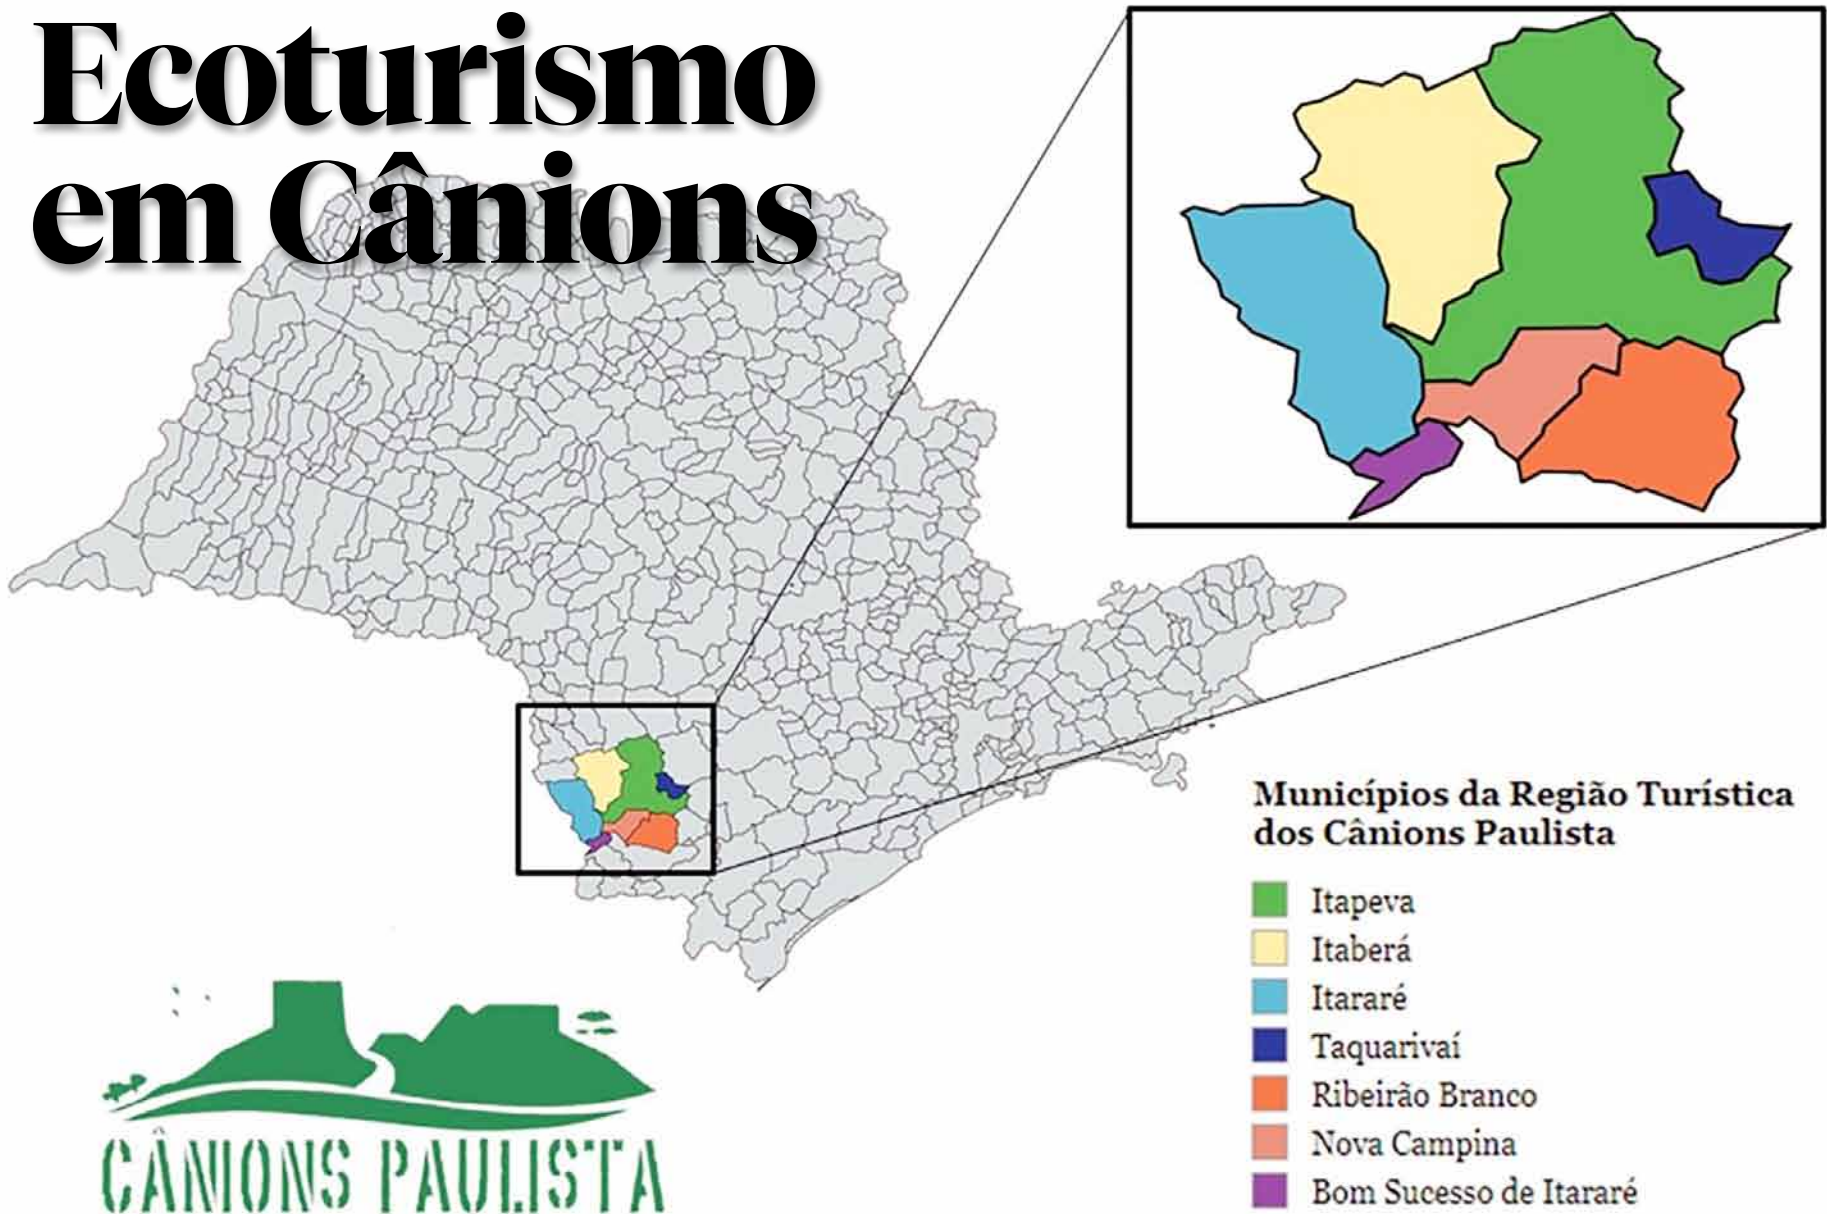 Ecoturismo
em Cânions
Municípios da Região Turística
dos Cânions Paulista
Itapeva
Itaberá
Itararé
Taquarivaí
Ribeirão Branco
Nova Campina
Bom Sucesso de Itararé
CÂNIONS PAULISTA